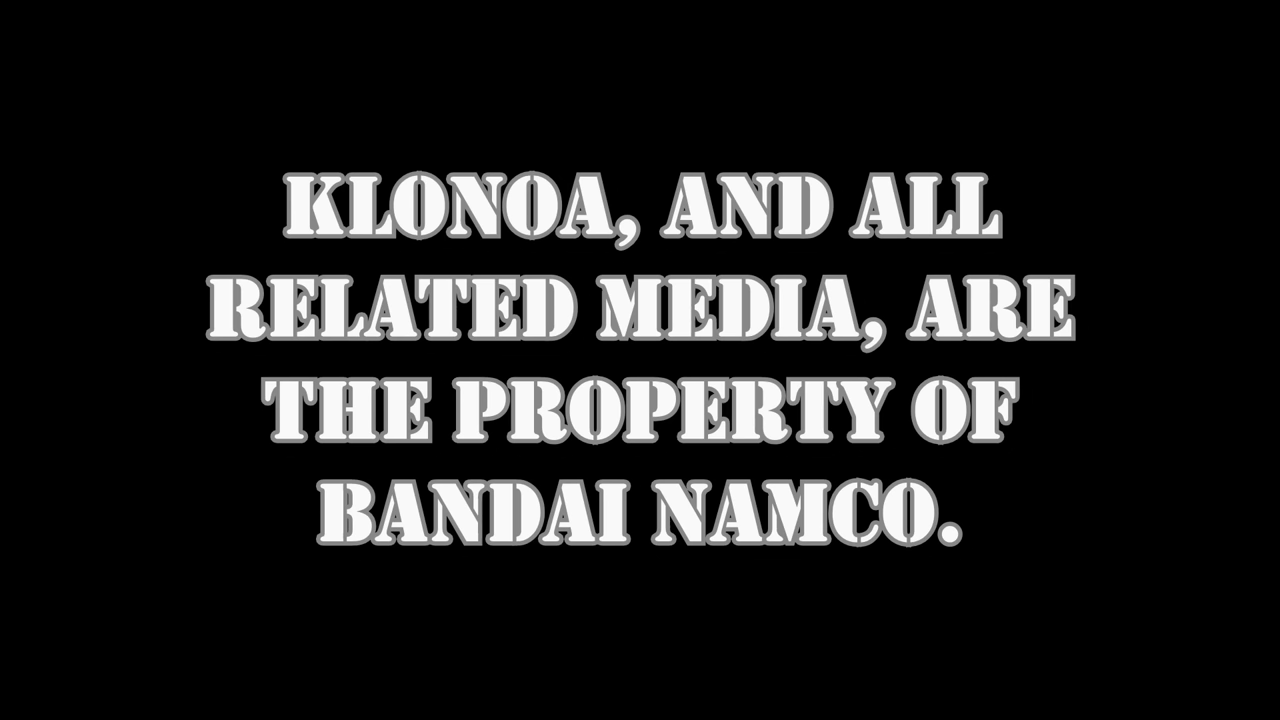 KLONOA, AND ALL
RELATED MEDIA, ARE
THE PROPERTY OF
BANDAI NAMCO.